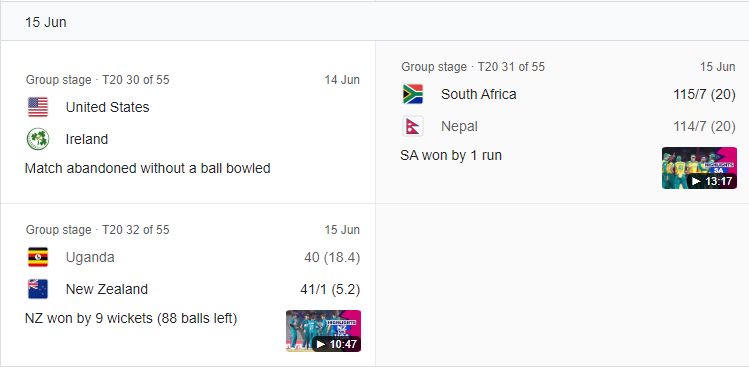 15 Jun
Group stage · T20 30 of 55 14 Jun
United States
Ireland
Match abandoned without a ball bowled
Group stage · T20 31 of 55 15 Jun
South Africa 115/7 (20)
Nepal 114/7 (20)
SA won by 1 run
HIGHLIGHTS
SA
13:17
Group stage · T20 32 of 55 15 Jun
Uganda 40 (18.4)
New Zealand 41/1 (5.2)
NZ won by 9 wickets (88 balls left)
HIGHLIGHTS
NZ
10:47